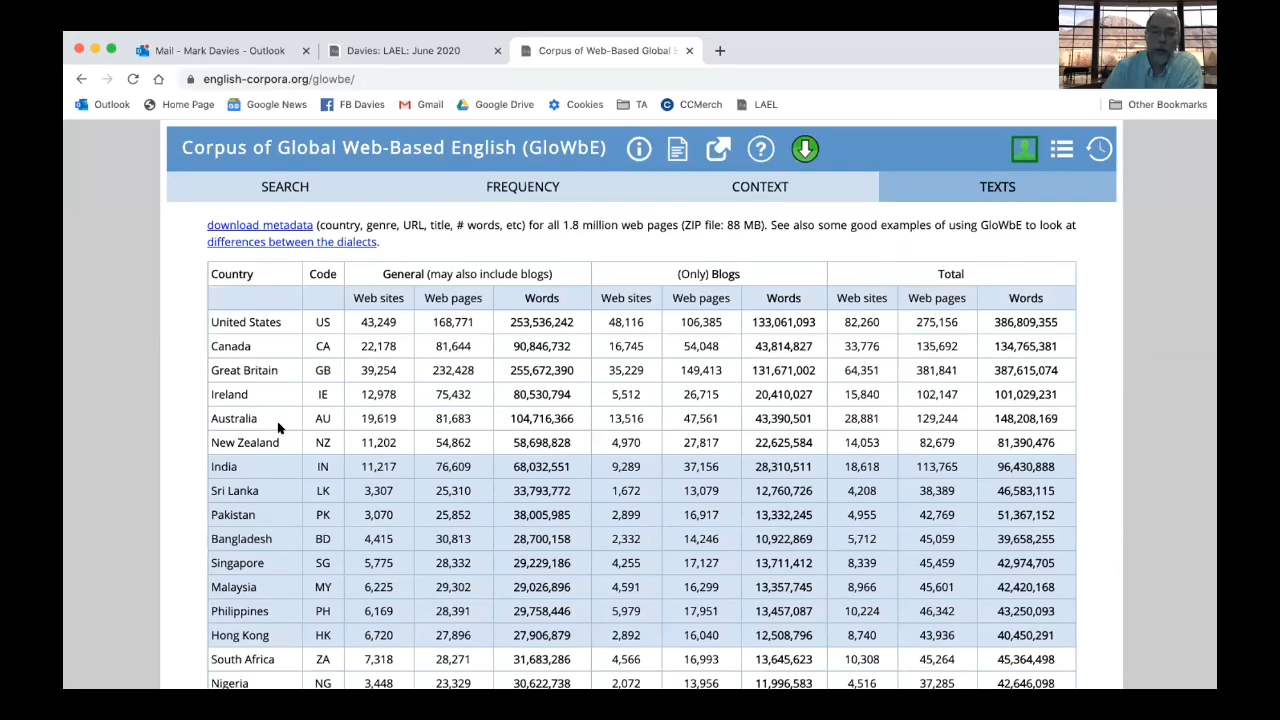 Mail - Mark Davies - Outlook
Davies: LAEL: June 2020
Corpus of Web-Based Global E
english-corpora.org/glowbe/
Outlook Home Page Google News FB Davies Gmail Google Drive Cookies TA CCMerch LAEL Other Bookmarks
Corpus of Global Web-Based English (GloWbE)
SEARCH FREQUENCY CONTEXT TEXTS
download metadata (country, genre, URL, title, # words, etc) for all 1.8 million web pages (ZIP file: 88 MB). See also some good examples of using GloWbE to look at
differences between the dialects.
Country Code General (may also include blogs) (Only) Blogs Total
Web sites Web pages Words Web sites Web pages Words Web sites Web pages Words
United States US 43,249 168,771 253,536,242 48,116 106,385 133,061,093 82,260 275,156 386,809,355
Canada CA 22,178 81,644 90,846,732 16,745 54,048 43,814,827 33,776 135,692 134,765,381
Great Britain GB 39,254 232,428 255,672,390 35,229 149,413 131,671,002 64,351 381,841 387,615,074
Ireland IE 12,978 75,432 80,530,794 5,512 26,715 20,410,027 15,840 102,147 101,029,231
Australia AU 19,619 81,683 104,716,366 13,516 47,561 43,390,501 28,881 129,244 148,208,169
New Zealand NZ 11,202 54,862 58,698,828 4,970 27,817 22,625,584 14,053 82,679 81,390,476
India IN 11,217 76,609 68,032,551 9,289 37,156 28,310,511 18,618 113,765 96,430,888
Sri Lanka LK 3,307 25,310 33,793,772 1,672 13,079 12,760,726 4,208 38,389 46,583,115
Pakistan PK 3,070 25,852 38,005,985 2,899 16,917 13,332,245 4,955 42,769 51,367,152
Bangladesh BD 4,415 30,813 28,700,158 2,332 14,246 10,922,869 5,712 45,059 39,658,255
Singapore SG 5,775 28,332 29,229,186 4,255 17,127 13,711,412 8,339 45,459 42,974,705
Malaysia MY 6,225 29,302 29,026,896 4,591 16,299 13,357,745 8,966 45,601 42,420,168
Philippines PH 6,169 28,391 29,758,446 5,979 17,951 13,457,087 10,224 46,342 43,250,093
Hong Kong HK 6,720 27,896 27,906,879 2,892 16,040 12,508,796 8,740 43,936 40,450,291
South Africa ZA 7,318 28,271 31,683,286 4,566 16,993 13,645,623 10,308 45,264 45,364,498
Nigeria NG 3,448 23,329 30,622,738 2,072 13,956 11,996,583 4,516 37,285 42,646,098